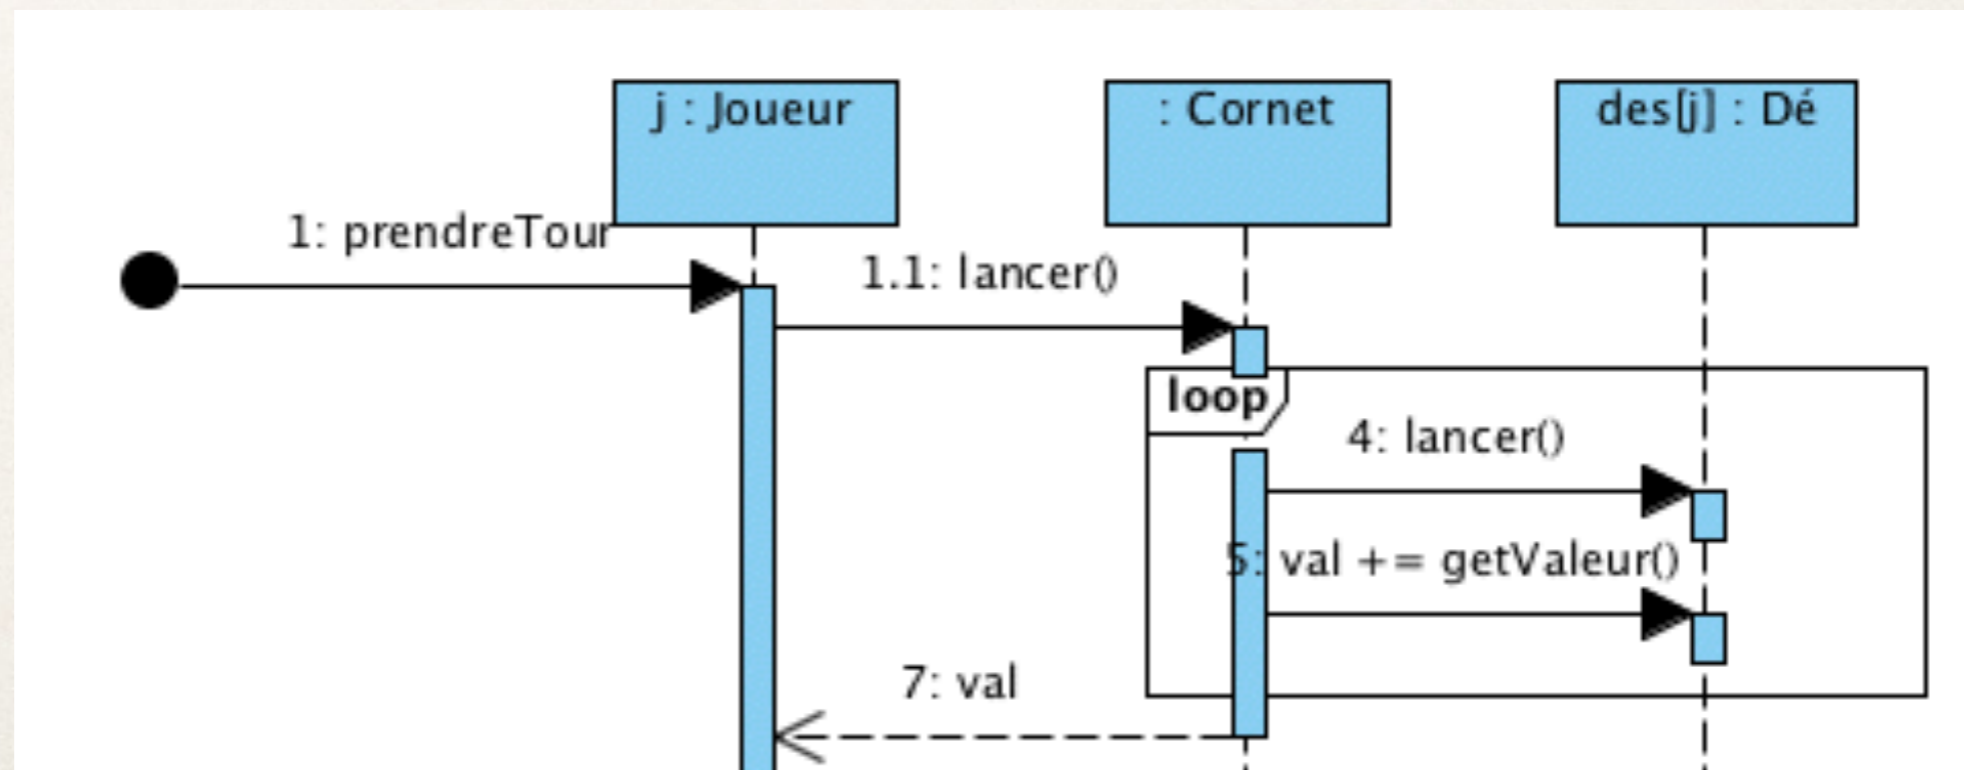 j : Joueur
: Cornet
des[j] : Dé
1: prendreTour
1.1: lancer()
loop
4: lancer()
5: val += getValeur()
7: val